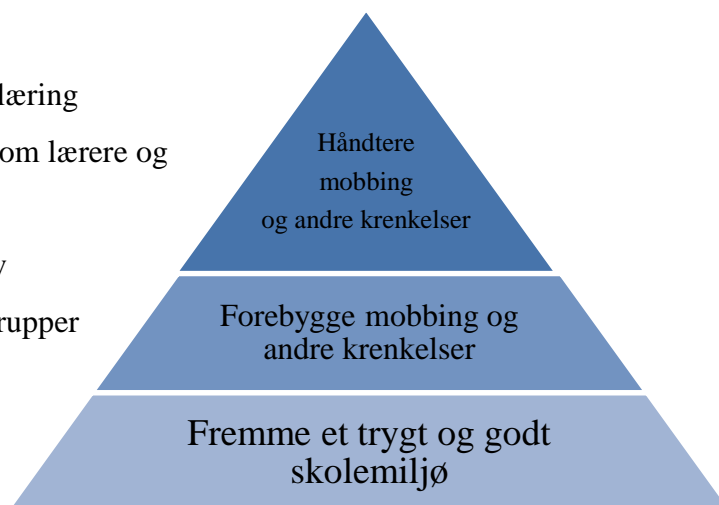 læring
om lærere og
rupper
Håndtere
mobbing
og andre krenkelser
Forebygge mobbing og
andre krenkelser
Fremme et trygt og godt
skolemiljø